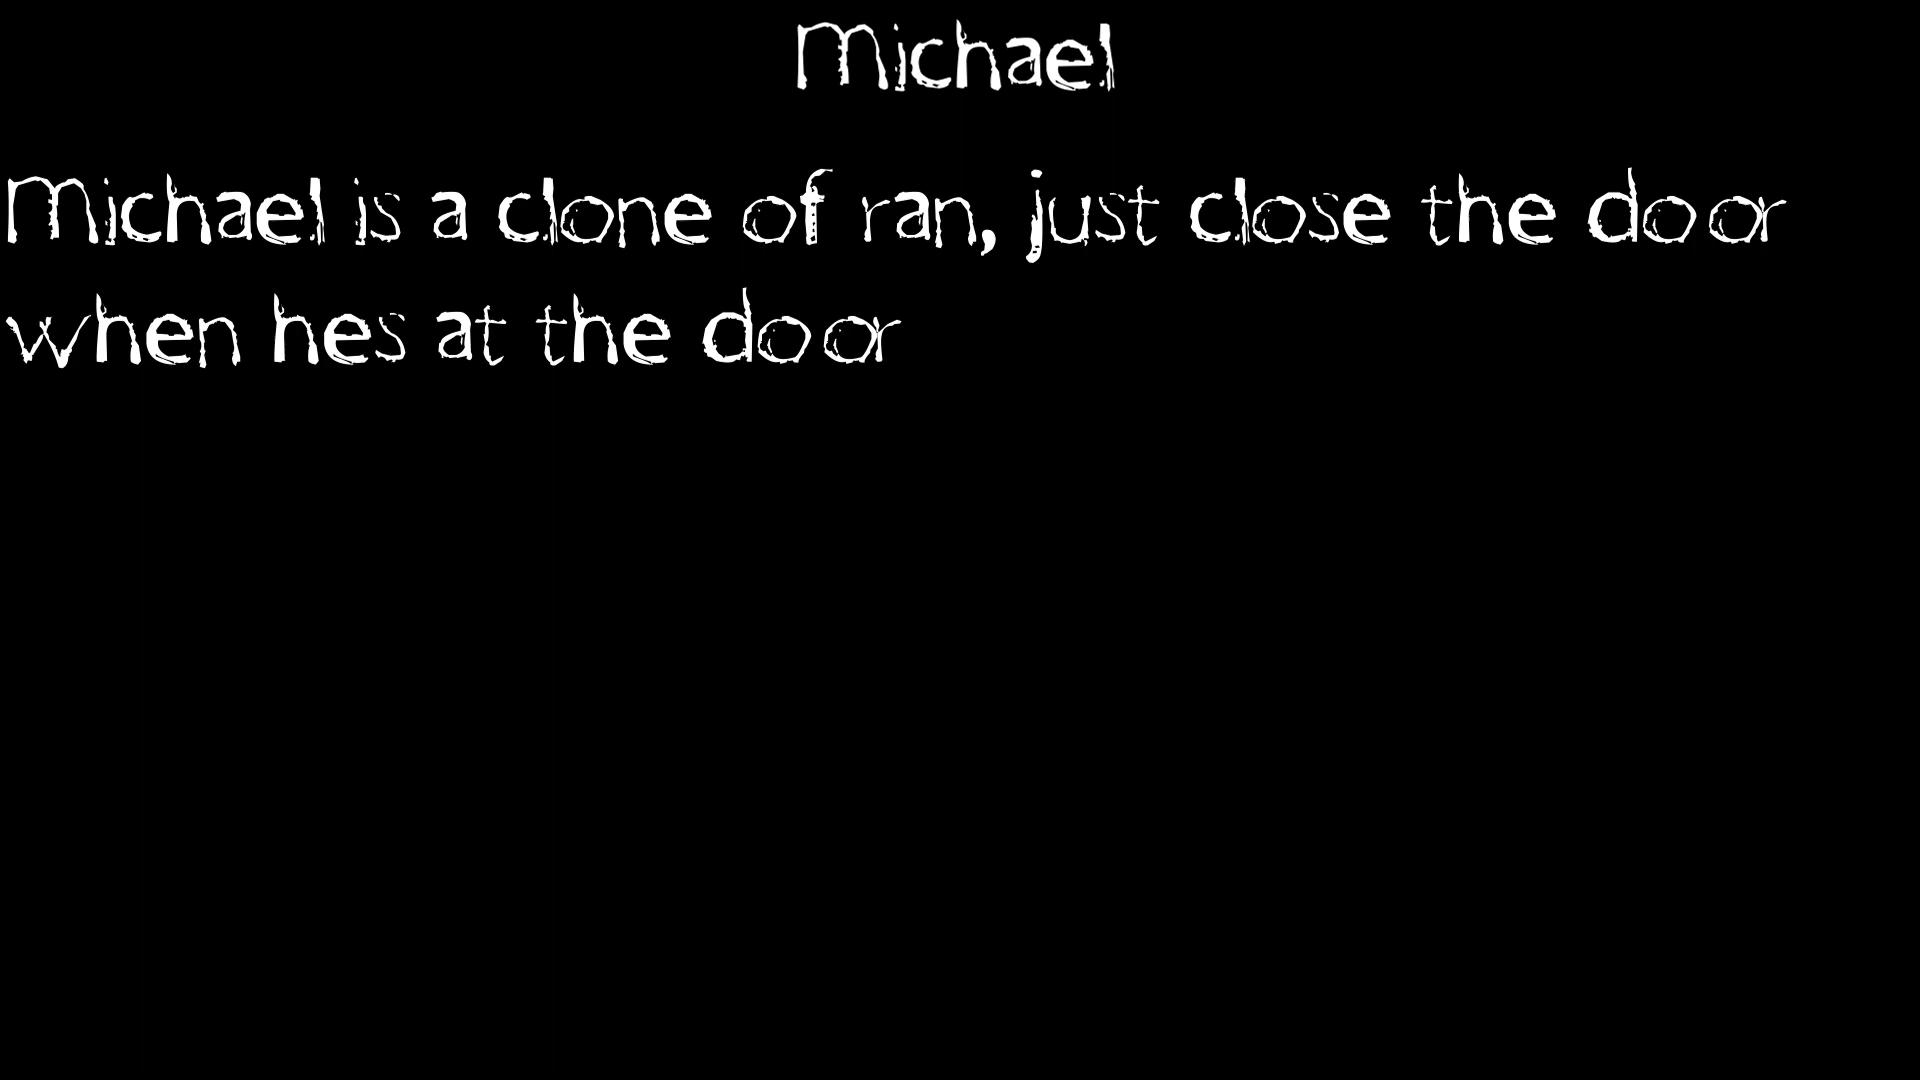 Michael
Michael is a clone of ran, just close the door
when hes at the door